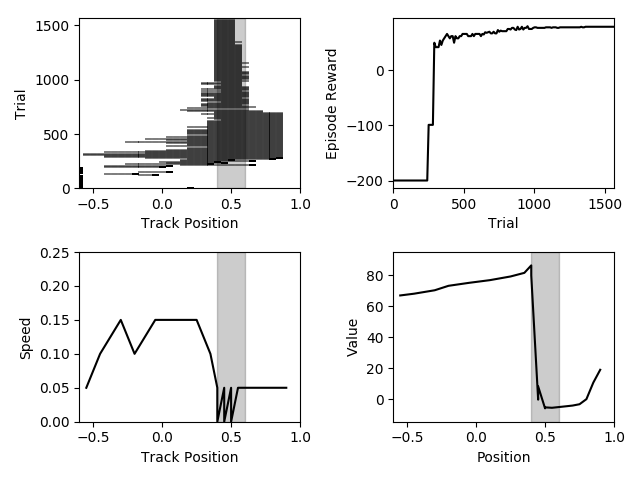 1500
1000
500
0
Trial
−0.5 0.0 0.5 1.0
Track Position
0
−100
−200
Episode Reward
0 500 1000 1500
Trial
0.25
0.20
0.15
0.10
0.05
0.00
Speed
−0.5 0.0 0.5 1.0
Track Position
80
60
40
20
0
Value
−0.5 0.0 0.5 1.0
Position